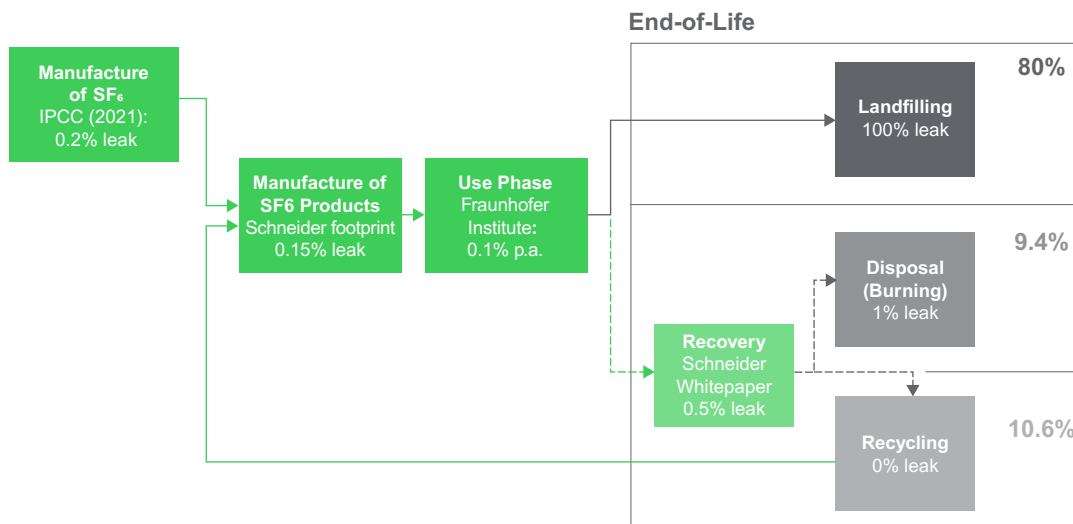 End-of-Life
Manufacture
of SF₆
IPCC (2021):
0.2% leak
Manufacture of
SF6 Products
Schneider footprint
0.15% leak
Use Phase
Fraunhofer
Institute:
0.1% p.a.
80%
Landfilling
100% leak
9.4%
Disposal
(Burning)
1% leak
Recovery
Schneider
Whitepaper
0.5% leak
10.6%
Recycling
0% leak